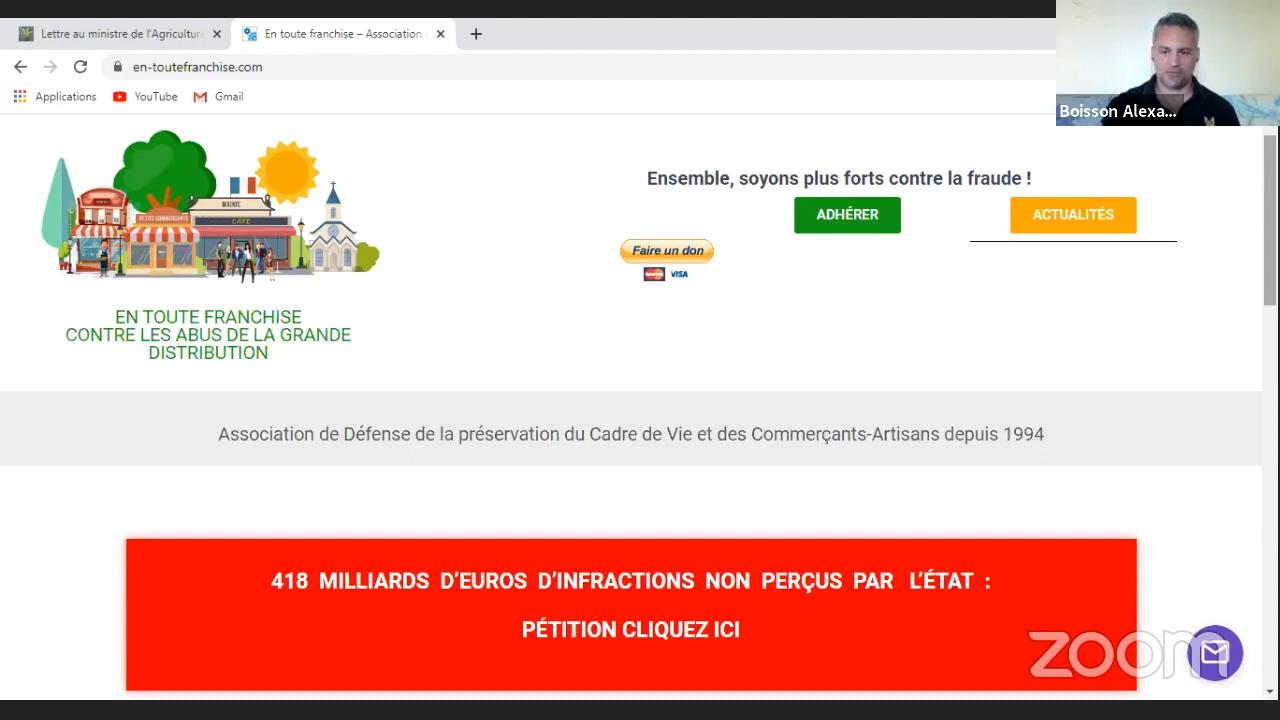 Lettre au ministre de l'Agriculture
En toute franchise – Association
en-toutefranchise.com
Applications
YouTube
Gmail
Boisson Alexa...
MAIRIE
PETITS COMMERÇANTS
CAFE
Ensemble, soyons plus forts contre la fraude !
ADHÉRER
ACTUALITÉS
Faire un don
VISA
EN TOUTE FRANCHISE
CONTRE LES ABUS DE LA GRANDE
DISTRIBUTION
Association de Défense de la préservation du Cadre de Vie et des Commerçants-Artisans depuis 1994
418 MILLIARDS D'EUROS D'INFRACTIONS NON PERÇUS PAR L'ÉTAT :
PÉTITION CLIQUEZ ICI
zoom